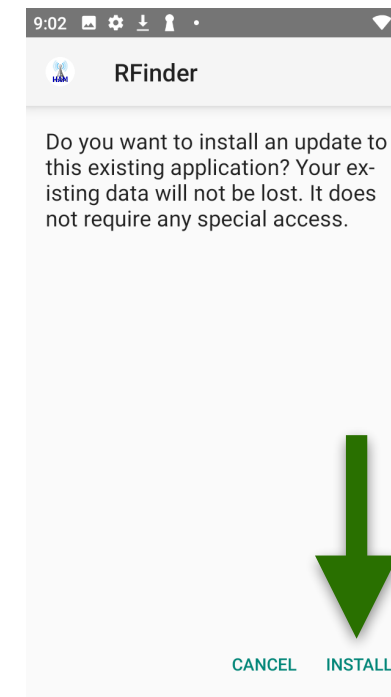 9:02
HAM
RFinder
Do you want to install an update to
this existing application? Your ex-
isting data will not be lost. It does
not require any special access.
CANCEL INSTALL